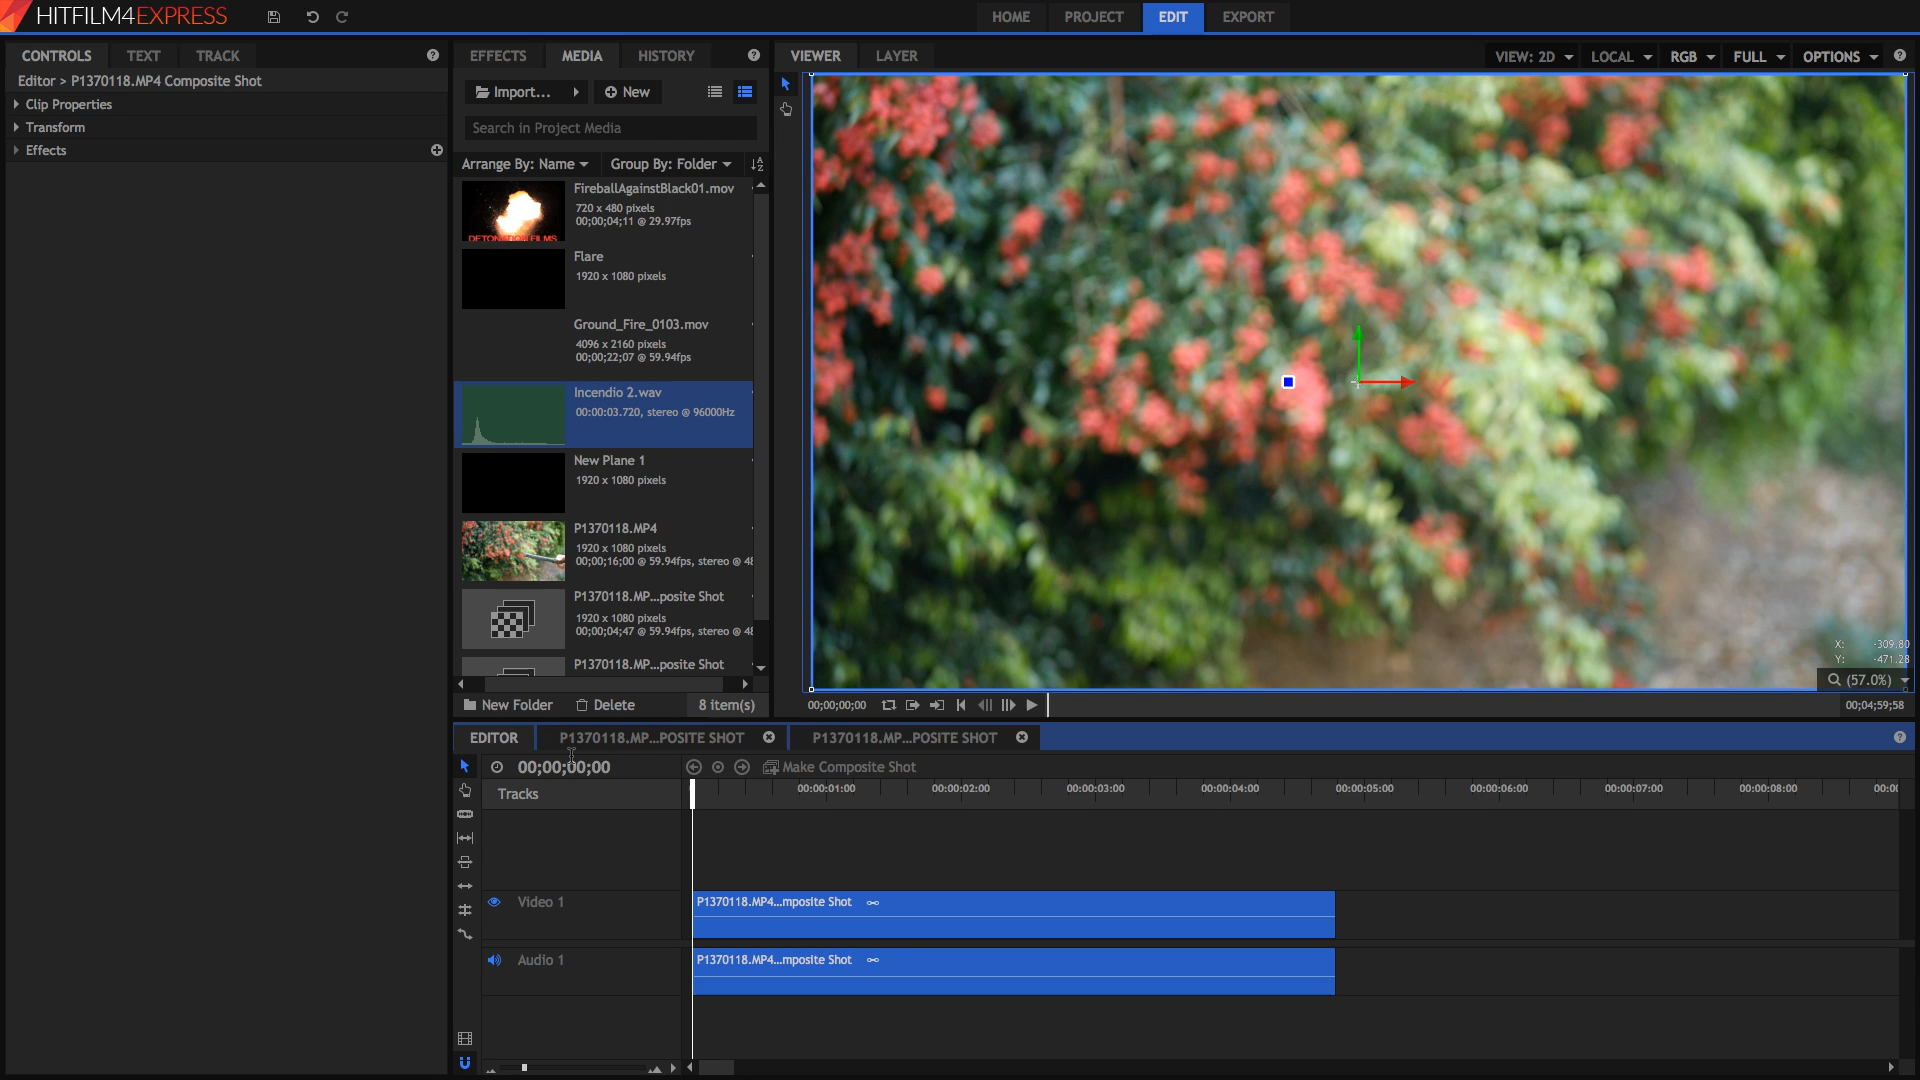 HITFILM4EXPRESS
HOME PROJECT EDIT EXPORT
CONTROLS TEXT TRACK
Editor > P1370118.MP4 Composite Shot
Clip Properties
Transform
Effects
EFFECTS MEDIA HISTORY
Import... New
Search in Project Media
Arrange By: Name Group By: Folder
FireballAgainstBlack01.mov
720 x 480 pixels
00;00;04;11 @ 29.97fps
DETONATION FILMS
Flare
1920 x 1080 pixels
Ground_Fire_0103.mov
4096 x 2160 pixels
00;00;22;07 @ 59.94fps
Incendio 2.wav
00:00:03.720, stereo @ 96000Hz
New Plane 1
1920 x 1080 pixels
P1370118.MP4
1920 x 1080 pixels
00;00;16;00 @ 59.94fps, stereo @ 48
P1370118.MP...posite Shot
1920 x 1080 pixels
00;00;04;47 @ 59.94fps, stereo @ 48
P1370118.MP...posite Shot
New Folder Delete 8 item(s)
VIEWER LAYER
VIEW: 2D LOCAL RGB FULL OPTIONS
X: -309.80
Y: -471.28
(57.0%)
00;00;00;00
00;04;59;58
EDITOR P1370118.MP...POSITE SHOT P1370118.MP...POSITE SHOT
00;00;00;00 Make Composite Shot
Tracks
00:00:01:00 00:00:02:00 00:00:03:00 00:00:04:00 00:00:05:00 00:00:06:00 00:00:07:00 00:00:08:00 00:00
Video 1 P1370118.MP4...mposite Shot
Audio 1 P1370118.MP4...mposite Shot